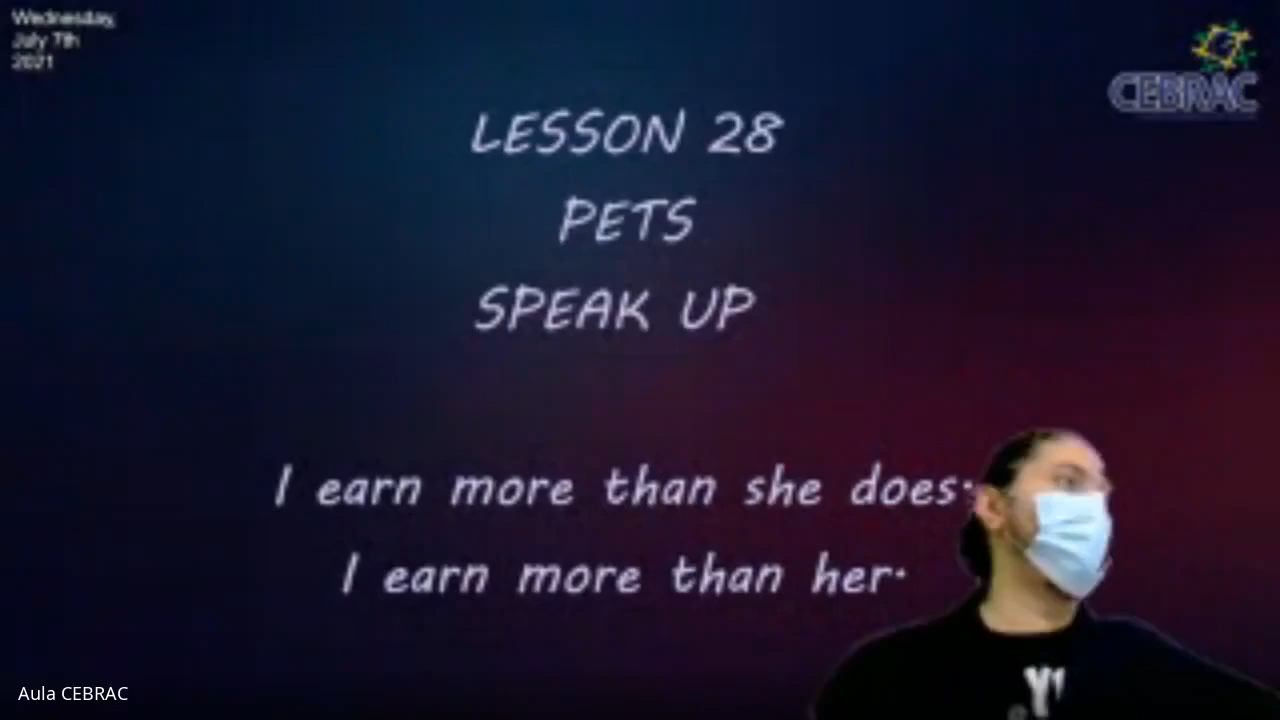 Wednesday,
July 7th
2021
CEBRAC
LESSON 28
PETS
SPEAK UP
I earn more than she does.
I earn more than her.
Aula CEBRAC